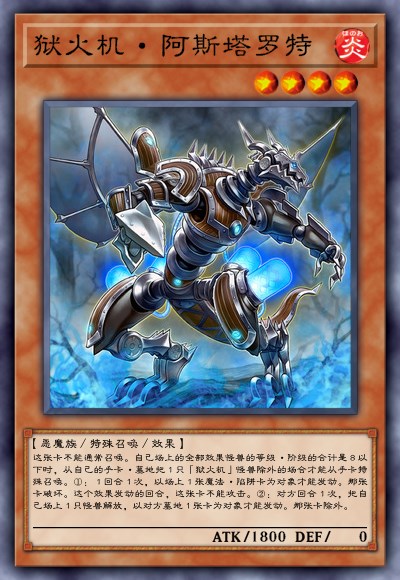 狱火机·阿斯塔罗特
ほのお
炎
【恶魔族／特殊召唤／效果】
这张卡不能通常召唤。自己场上的全部效果怪兽的等级·阶级的合计是8以
下时，从自己的手卡·墓地把1只「狱火机」怪兽除外的场合才能从手卡特
殊召唤。①：1回合1次，以场上1张魔法·陷阱卡为对象才能发动。那张
卡破坏。这个效果发动的回合，这张卡不能攻击。②：对方回合1次，把自
己场上1只怪兽解放，以对方墓地1张卡为对象才能发动。那张卡除外。
ATK/1800 DEF/ 0